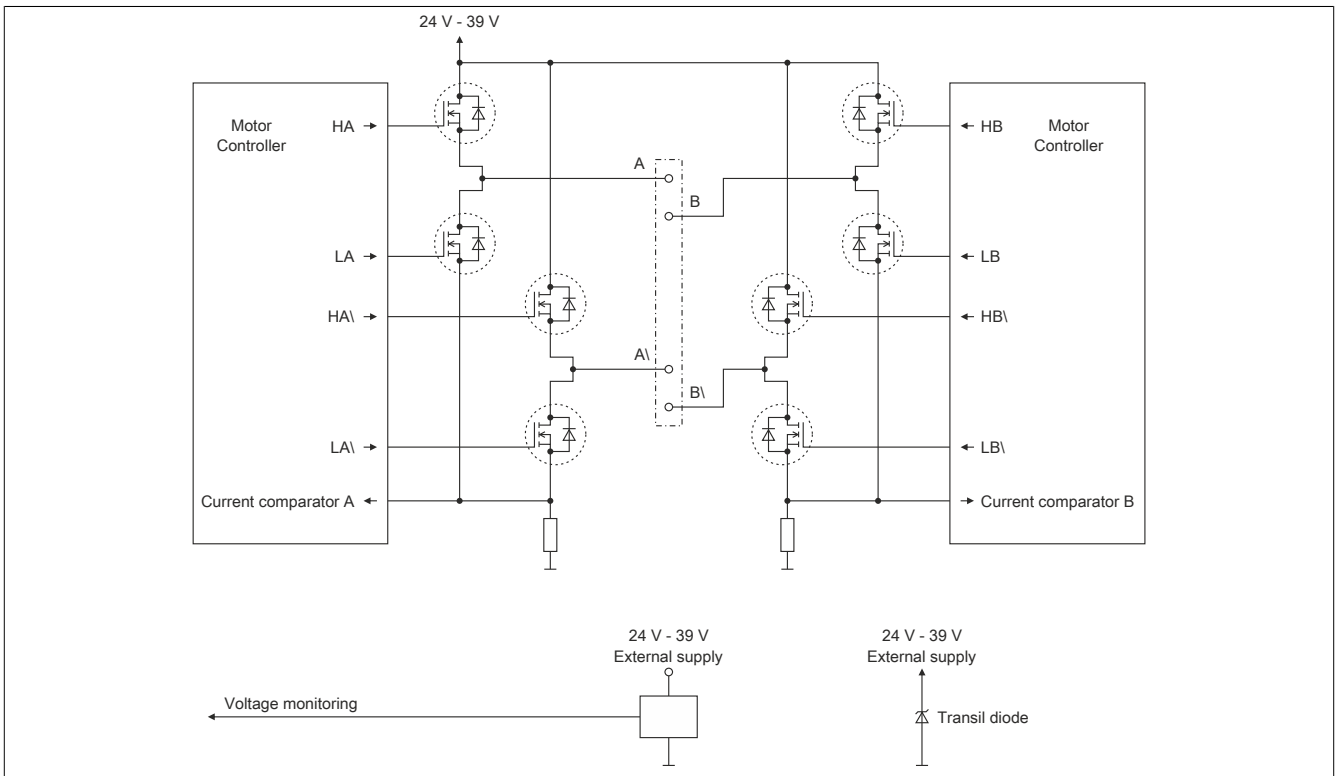 24 V - 39 V
Motor
Controller
HA
LA
HA\
LA\
Current comparator A
A
B
A\
B\
Motor
Controller
HB
LB
HB\
LB\
Current comparator B
24 V - 39 V
External supply
Voltage monitoring
24 V - 39 V
External supply
Transil diode